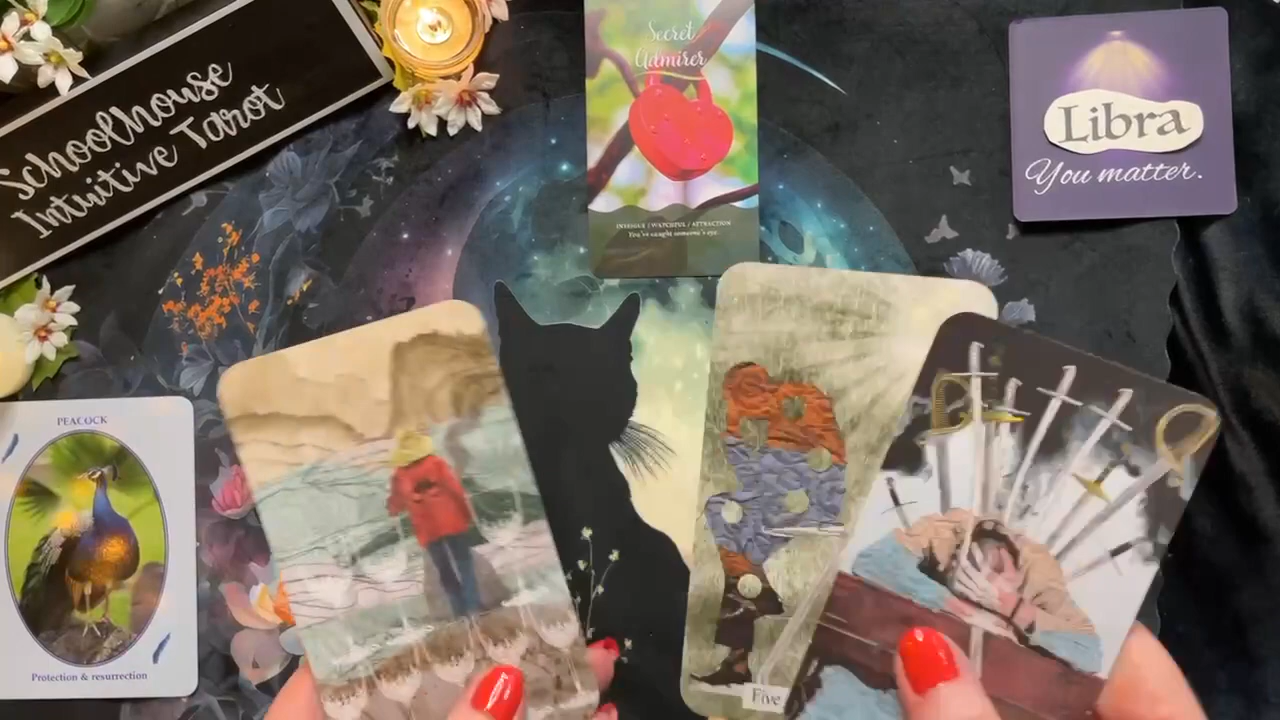 Schoolhouse
Intuitive Tarot
Secret
Admirer
INTRIGUE / WATCHFUL / ATTRACTION
You've caught someone's eye.
Libra
You matter.
PEACOCK
Protection & resurrection
Five